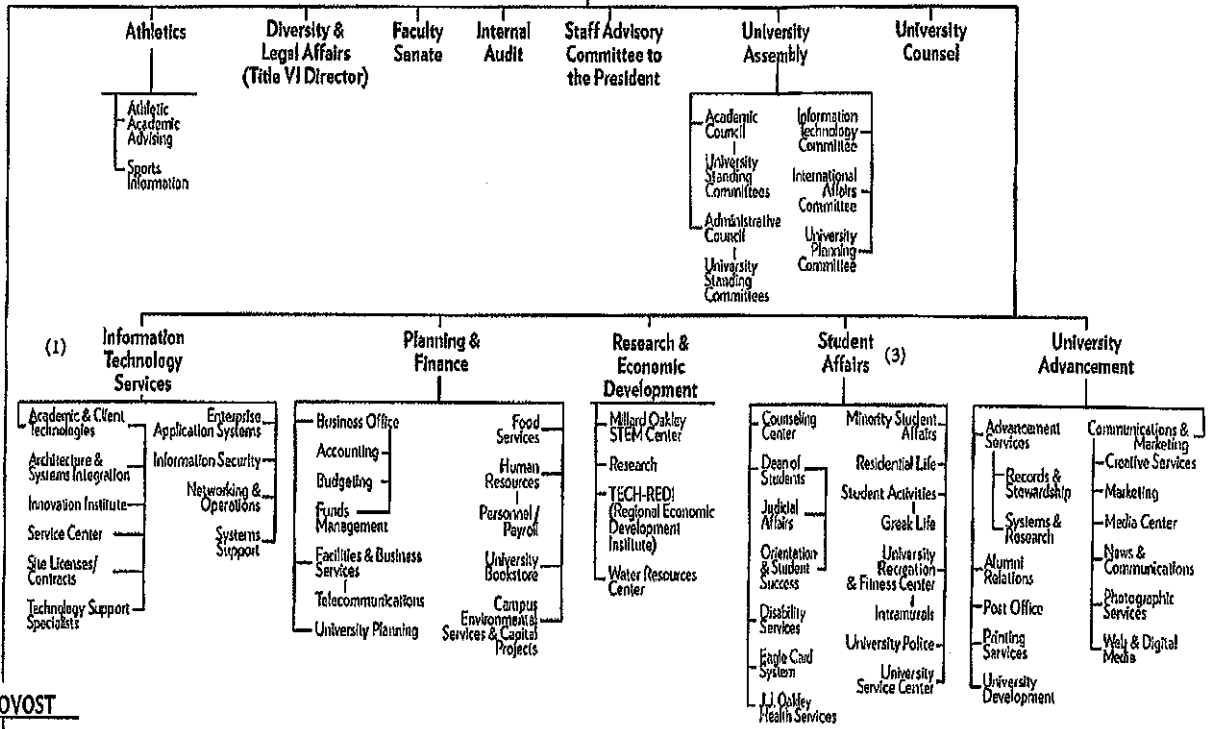 Athletics
Diversity &
Legal Affairs
(Title VI Director)
Faculty
Senate
Internal
Audit
Staff Advisory
Committee to
the President
University
Assembly
University
Counsel
Athletic
Academic
Advising
Sports
Information
Academic
Council
University
Standing
Committees
Administrative
Council
University
Standing
Committees
Information
Technology
Committee
International
Affairs
Committee
University
Planning
Committee
(1)
Information
Technology
Services
Planning &
Finance
Research &
Economic
Development
Student
Affairs
(3)
University
Advancement
Academic & Client
Technologies
Architecture &
Systems Integration
Innovation Institute
Service Center
Site Licenses/
Contracts
Technology Support
Specialists
Enterprise
Application Systems
Information Security
Networking &
Operations
Systems
Support
Business Office
Accounting
Budgeting
Funds
Management
Facilities & Business
Services
Telecommunications
University Planning
Food
Services
Human
Resources
Personnel/
Payroll
University
Bookstore
Campus
Environmental
Services & Capital
Projects
Millard Oakley
STEM Center
Research
TECH-REDI
(Regional Economic
Development
Institute)
Water Resources
Center
Counseling
Center
Dean of
Students
Judicial
Affairs
Orientation
& Student
Success
Disability
Services
Eagle Card
System
J.J. Oakley
Health Services
Minority Student
Affairs
Residential Life
Student Activities
Greek Life
University
Recreation
& Fitness Center
Intramurals
University Police
University
Service Center
Advancement
Services
Records &
Stewardship
Systems &
Research
Alumni
Relations
Post Office
Printing
Services
University
Development
Communications &
Marketing
Creative Services
Marketing
Media Center
News &
Communications
Photographic
Services
Web & Digital
Media
OVOST